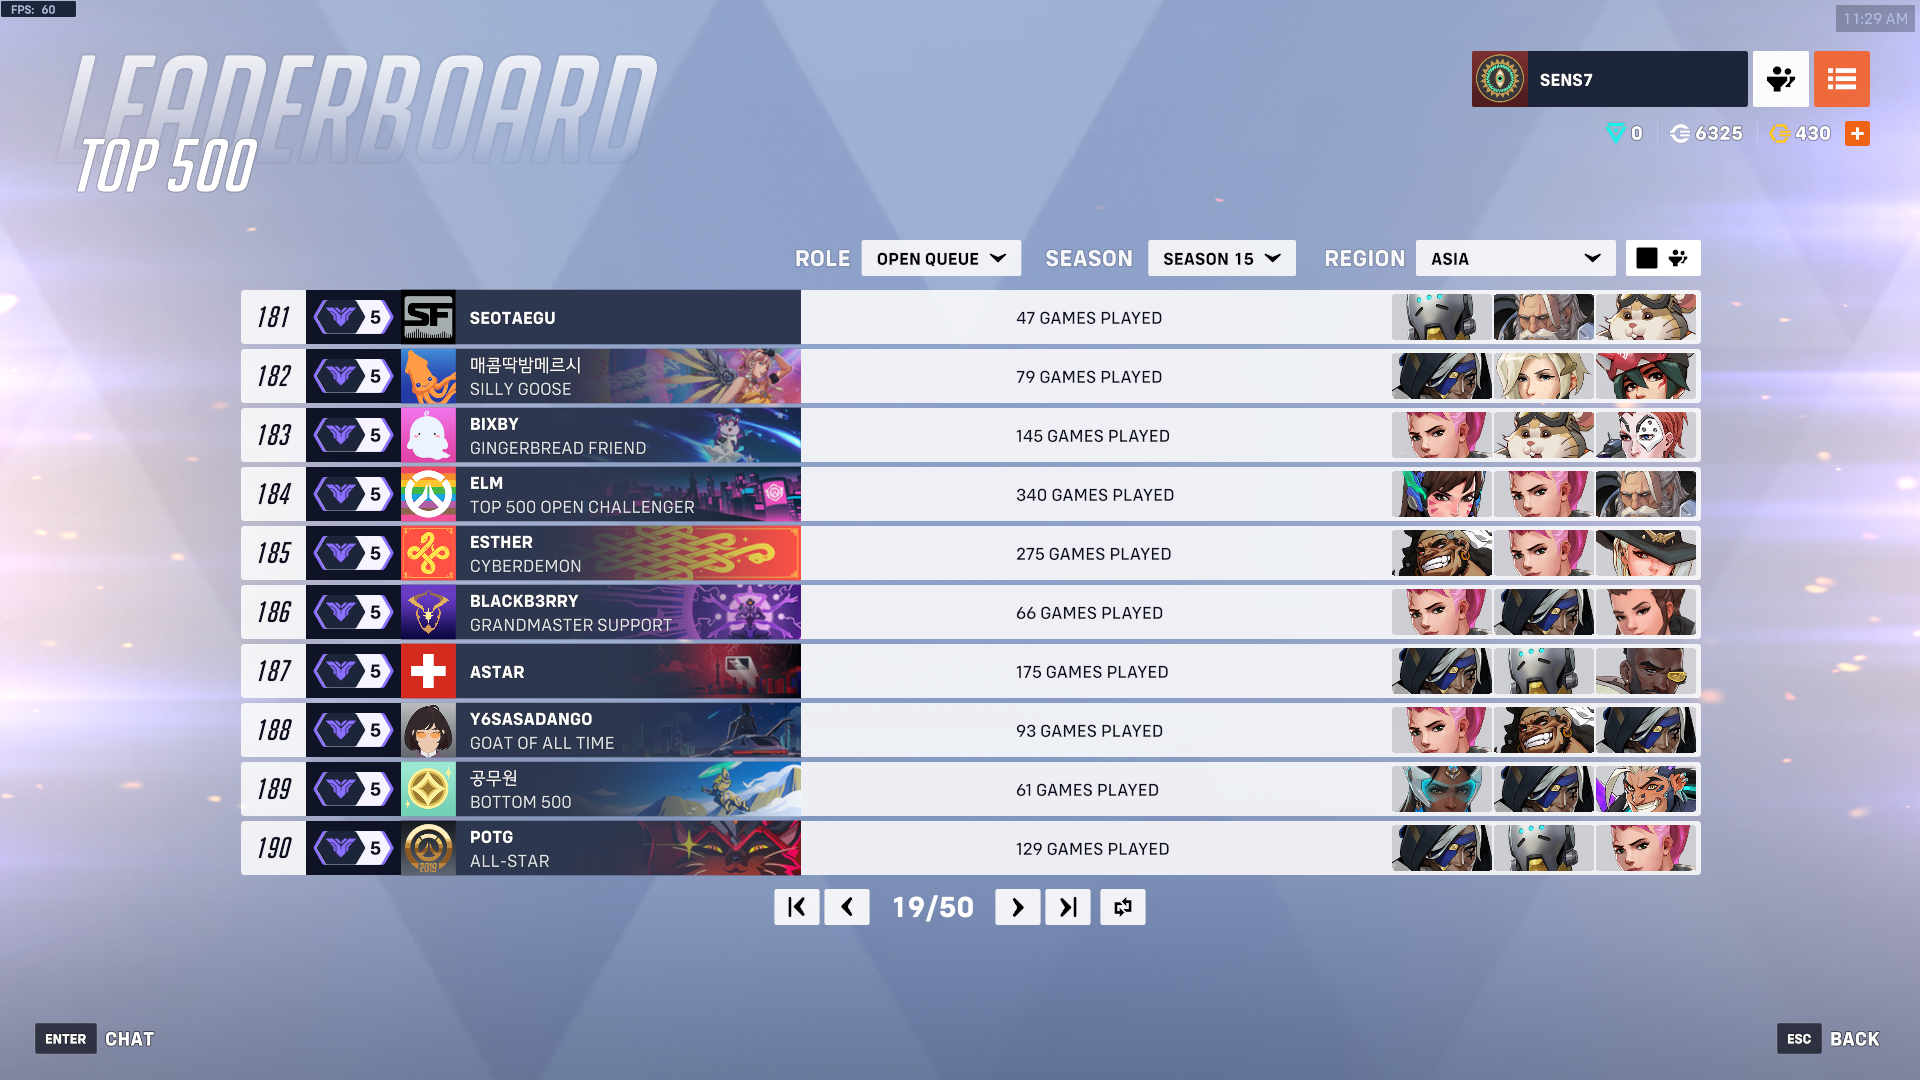 FPS: 60
11:29 AM
LEADERBOARD
TOP 500
SENS7
0 6325 430
ROLE OPEN QUEUE SEASON SEASON 15 REGION ASIA
181 5 SF SEOTAEGU 47 GAMES PLAYED
182 5 매콤딱밤메르시 79 GAMES PLAYED
SILLY GOOSE
183 5 BIXBY 145 GAMES PLAYED
GINGERBREAD FRIEND
184 5 ELM 340 GAMES PLAYED
TOP 500 OPEN CHALLENGER
185 5 ESTHER 275 GAMES PLAYED
CYBERDEMON
186 5 BLACKB3RRY 66 GAMES PLAYED
GRANDMASTER SUPPORT
187 5 ASTAR 175 GAMES PLAYED
188 5 Y6SASADANGO 93 GAMES PLAYED
GOAT OF ALL TIME
189 5 공무원 61 GAMES PLAYED
BOTTOM 500
190 5 2019 POTG 129 GAMES PLAYED
ALL-STAR
19/50
ENTER CHAT
ESC BACK